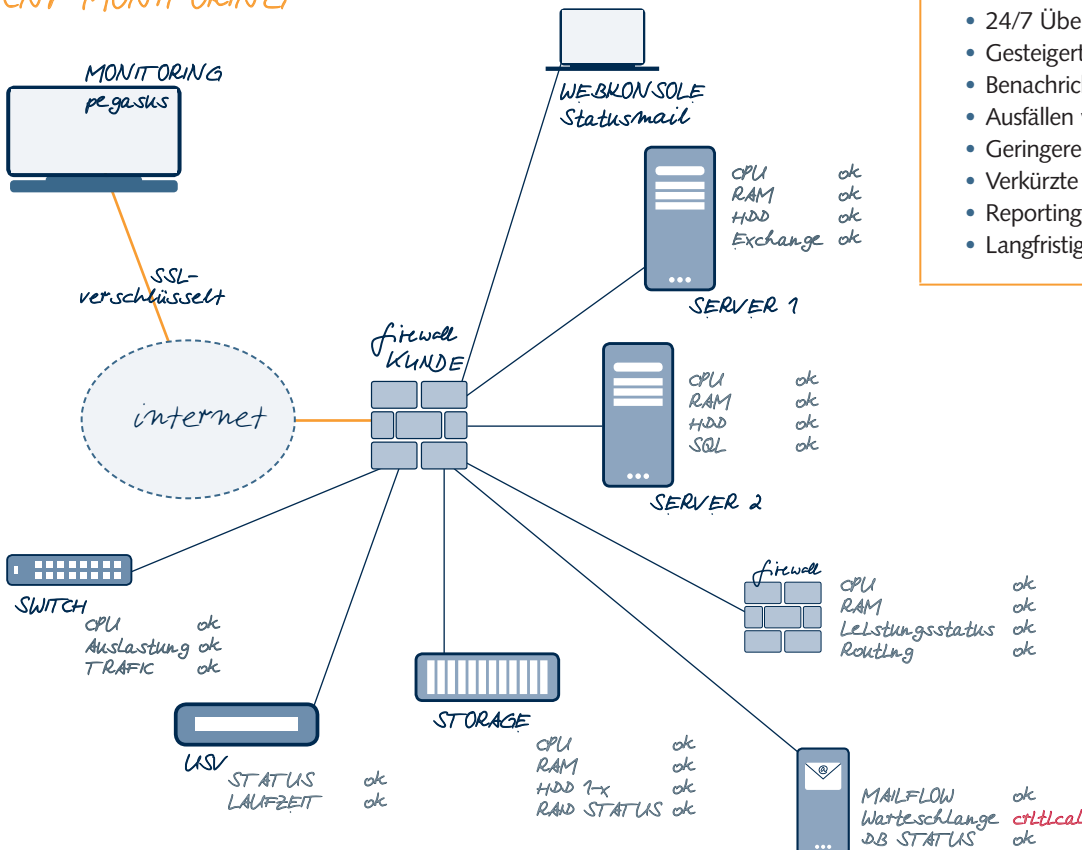 MONITORING
MONITORING
pegasus
SSL-
verschlüsselt
internet
firewall
KUNDE
WEBKONSOLE
Statusmail
• 24/7
• Benachrich
• Ausfällen
• Geringere
• Verkürzte
• Reporting
• Langfristig
CPU ok
RAM ok
HDD ok
Exchange ok
SERVER 1
CPU ok
RAM ok
HDD ok
SQL ok
SERVER 2
firewall
CPU ok
RAM ok
Leistungsstatus ok
Routing ok
SWITCH
CPU ok
Auslastung ok
TRAFIC ok
USV
STATUS ok
LAUFZEIT ok
STORAGE
CPU ok
RAM ok
HDD 1-x ok
RAID STATUS ok
@
MAILFLOW ok
Warteschlange critical
DB STATUS ok